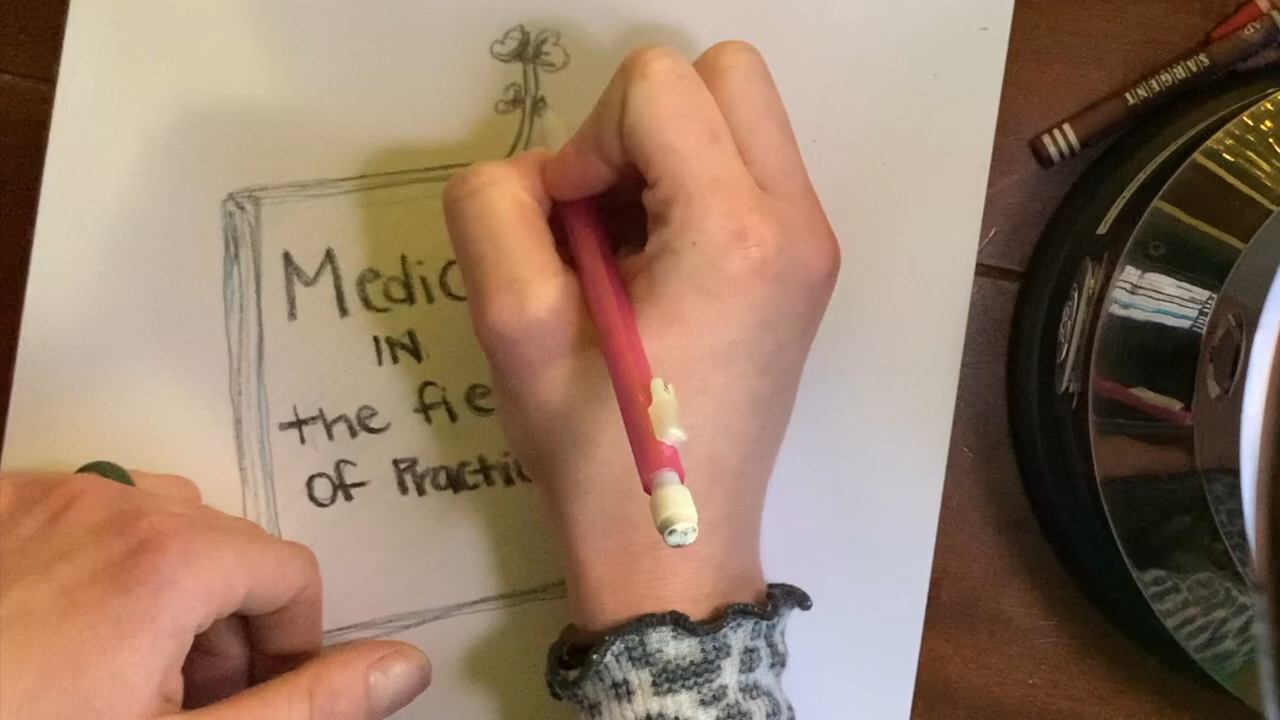 Medic
IN
the fie
of Practic
SARGENT